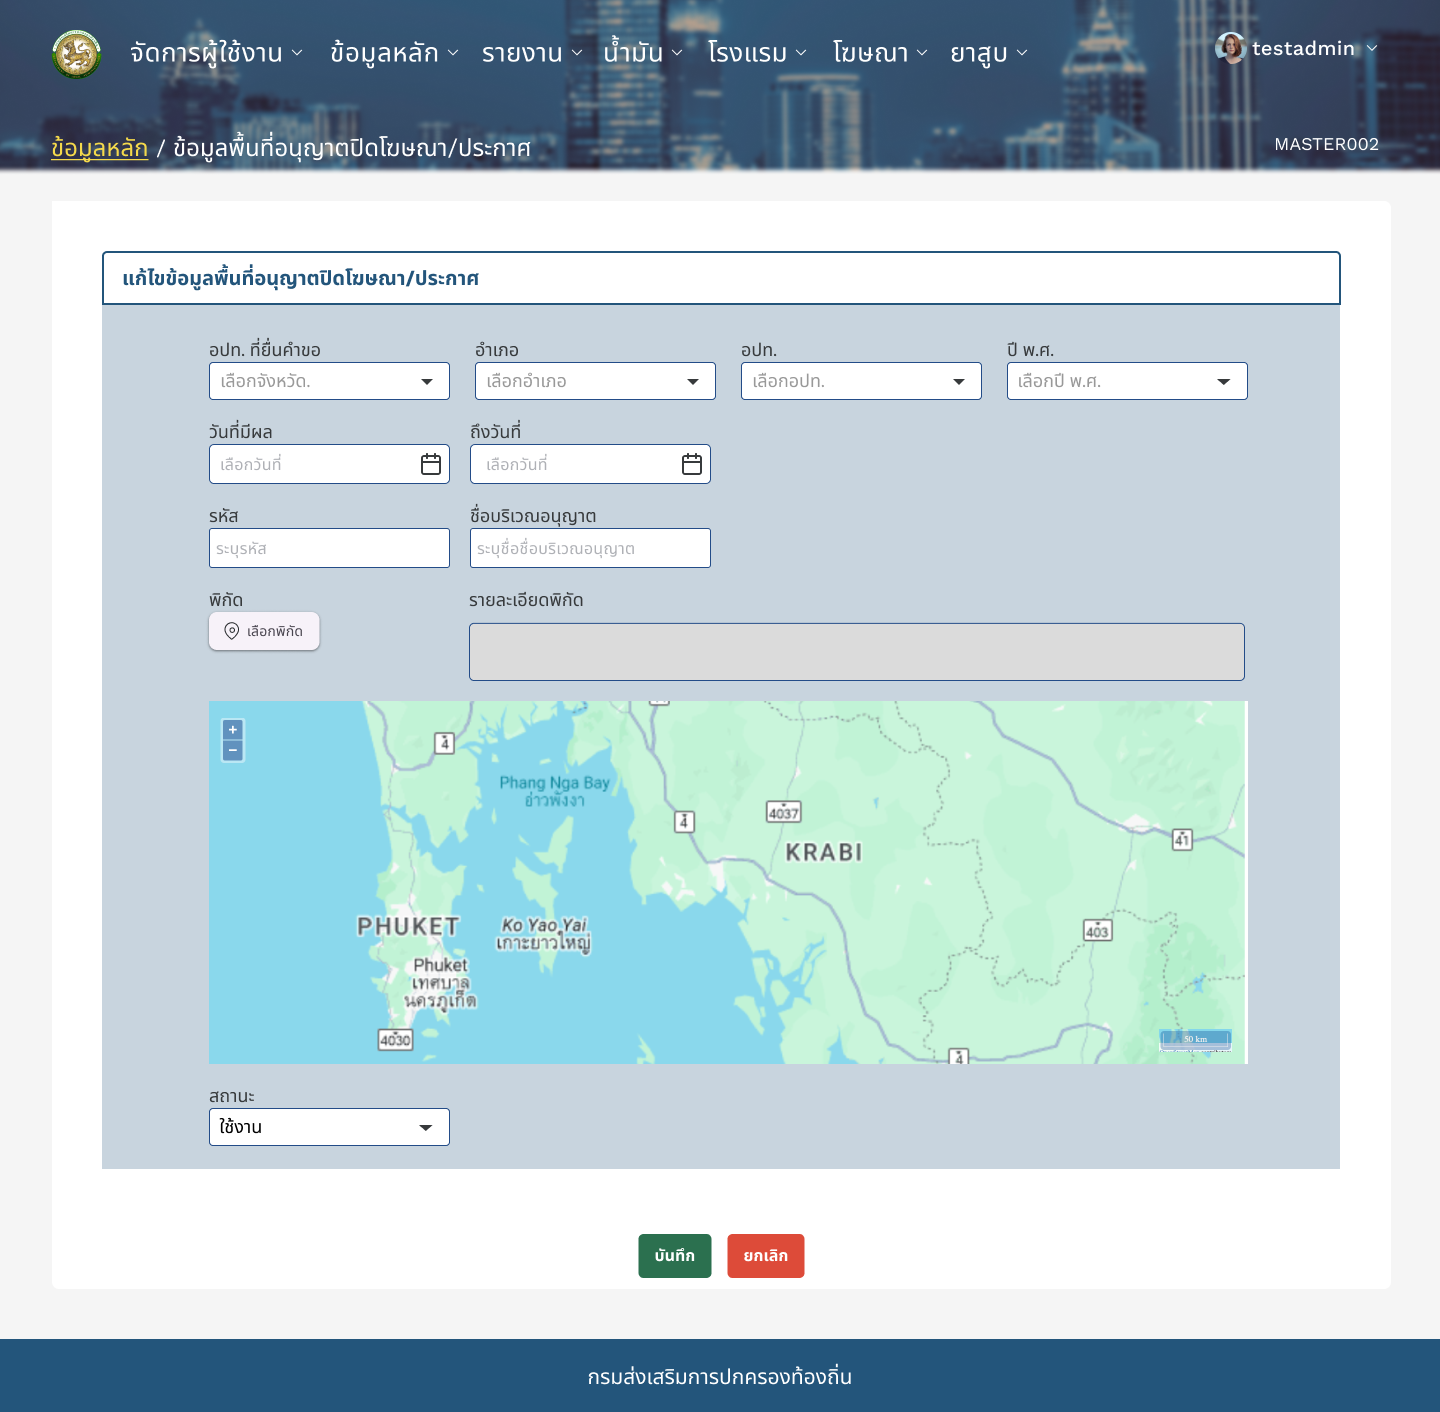 จัดการผู้ใช้งาน ข้อมูลหลัก รายงาน น้ำมัน โรงแรม โฆษณา ยาสูบ testadmin
ข้อมูลหลัก / ข้อมูลพื้นที่อนุญาตปิดโฆษณา/ประกาศ MASTER002
แก้ไขข้อมูลพื้นที่อนุญาตปิดโฆษณา/ประกาศ
อปท. ที่ยื่นคำขอ อำเภอ อปท. ปี พ.ศ.
เลือกจังหวัด. เลือกอำเภอ เลือกอปท. เลือกปี พ.ศ.
วันที่มีผล ถึงวันที่
เลือกวันที่ เลือกวันที่
รหัส ชื่อบริเวณอนุญาต
ระบุรหัส ระบุชื่อชื่อบริเวณอนุญาต
พิกัด รายละเอียดพิกัด
เลือกพิกัด
+
−
4
Phang Nga Bay
อ่าวพังงา
4 4037
41
KRABI
PHUKET Ko Yao Yai 403
เกาะยาวใหญ่
Phuket
เทศบาล
นครภูเก็ต
4030 50 km
4
สถานะ
ใช้งาน
บันทึก ยกเลิก
กรมส่งเสริมการปกครองท้องถิ่น